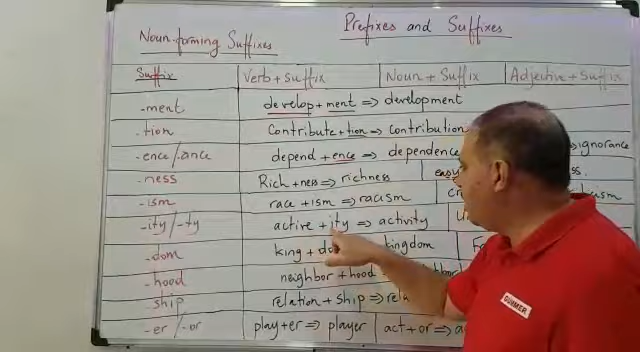 Prefixes and Suffixes
Noun-forming Suffixes
Suffix Verb + suffix Noun + Suffix Adjective + Suffix
-ment develop + ment ⇒ development
-tion Contribute + tion ⇒ contribution
-ence/-ance depend + ence ⇒ dependence ignorance
-ness Rich + ness ⇒ richness easy
-ism race + ism ⇒ racism
-ity/-ty active + ity ⇒ activity
-dom king + kingdom
-hood neighbor + hood
-ship relation + ship ⇒
-er/-or play + er ⇒ player act + or ⇒